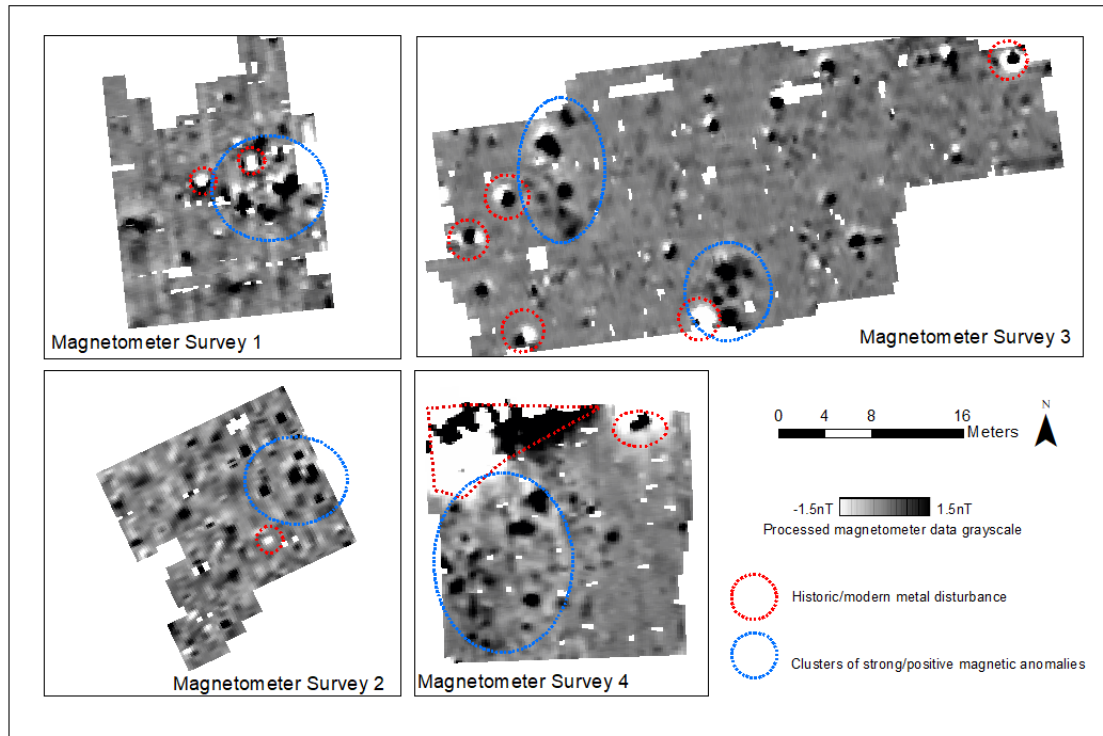 Magnetometer Survey 1
Magnetometer Survey 3
Magnetometer Survey 2
Magnetometer Survey 4
0 4 8 16
Meters
N
-1.5nT 1.5nT
Processed magnetometer data grayscale
Historic/modern metal disturbance
Clusters of strong/positive magnetic anomalies